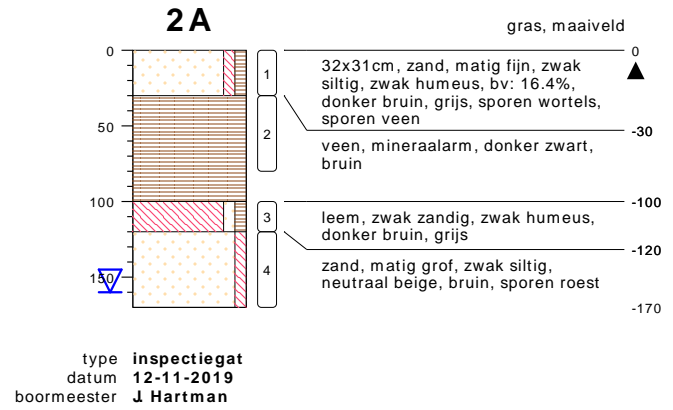 2A
gras, maaiveld
0
0
1
32x31cm, zand, matig fijn, zwak
siltig, zwak humeus, bv: 16.4%,
donker bruin, grijs, sporen wortels,
sporen veen
-30
50
2
veen, mineraalarm, donker zwart,
bruin
100
-100
3
leem, zwak zandig, zwak humeus,
donker bruin, grijs
-120
4
zand, matig grof, zwak siltig,
neutraal beige, bruin, sporen roest
150
-170
type inspectiegat
datum 12-11-2019
boormeester J Hartman